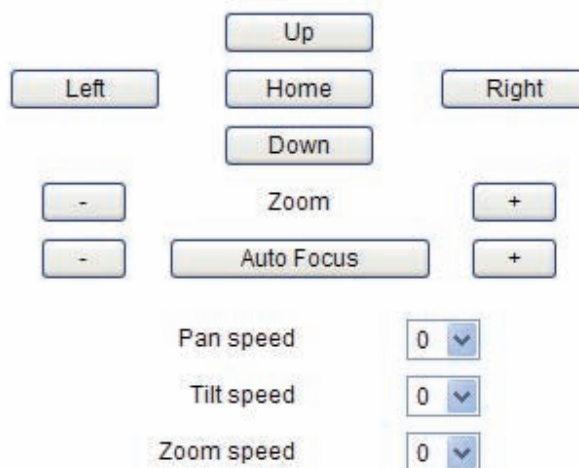 Up
Left Home Right
Down
- Zoom +
- Auto Focus +
Pan speed 0
Tilt speed 0
Zoom speed 0